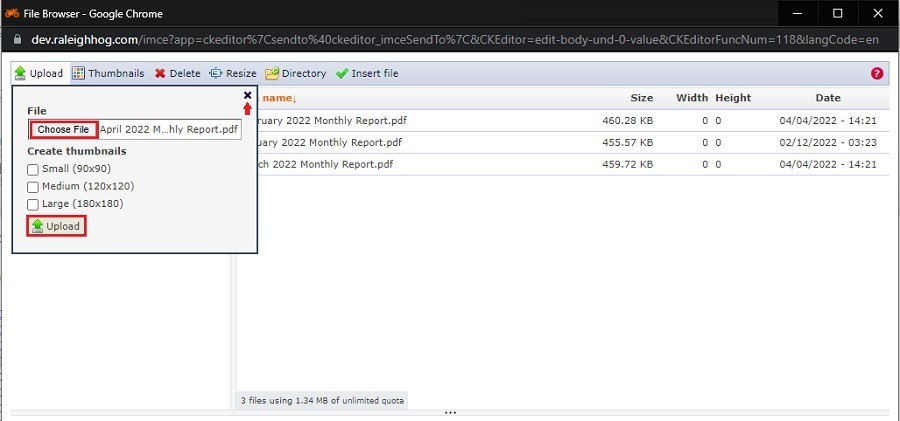 File Browser - Google Chrome
dev.raleighhog.com/imce?app=ckeditor%7Csendto%40ckeditor_imceSendTo%7C&CKEditor=edit-body-und-0-value&CKEditorFuncNum=118&langCode=en
Upload Thumbnails Delete Resize Directory Insert file ?
name↓ Size Width Height Date
ruary 2022 Monthly Report.pdf 460.28 KB 0 0 04/04/2022 - 14:21
uary 2022 Monthly Report.pdf 455.57 KB 0 0 02/12/2022 - 03:23
ch 2022 Monthly Report.pdf 459.72 KB 0 0 04/04/2022 - 14:21
File
Choose File April 2022 M...hly Report.pdf
Create thumbnails
Small (90x90)
Medium (120x120)
Large (180x180)
Upload
3 files using 1.34 MB of unlimited quota